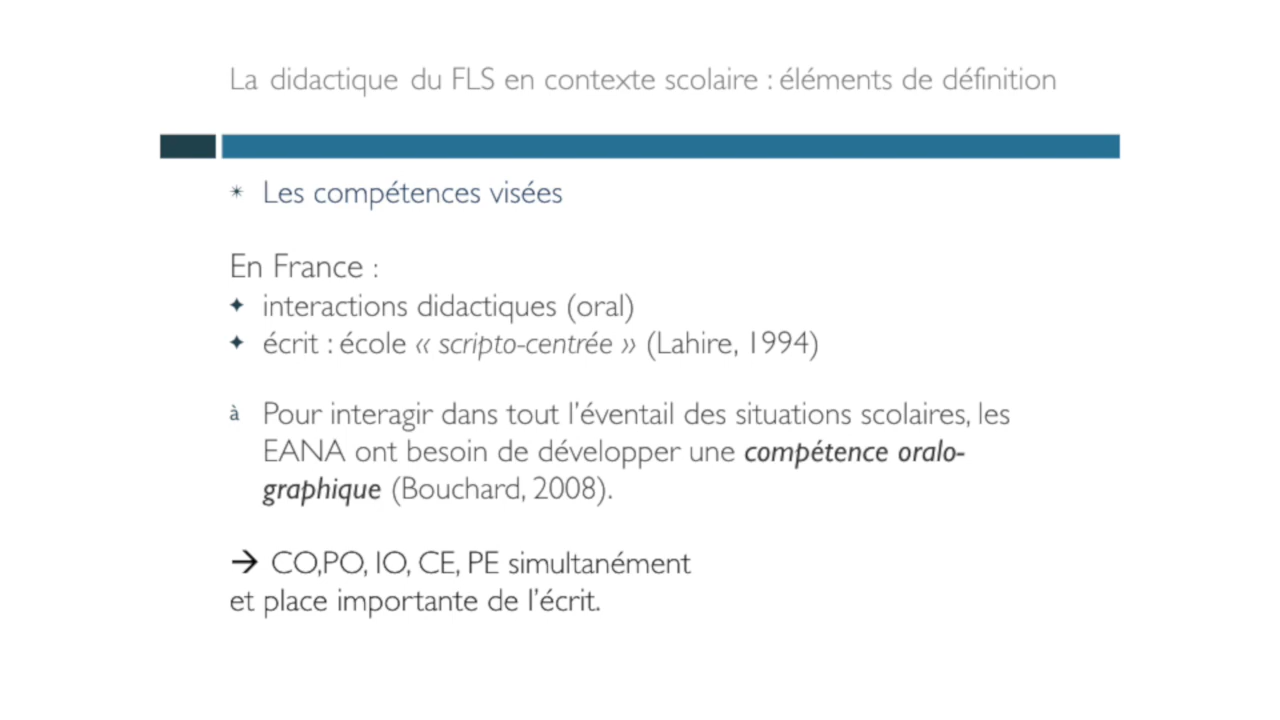 La didactique du FLS en contexte scolaire : éléments de définition
✴ Les compétences visées
En France :
✦ interactions didactiques (oral)
✦ écrit : école « scripto-centrée » (Lahire, 1994)
à Pour interagir dans tout l'éventail des situations scolaires, les
EANA ont besoin de développer une compétence oralo-
graphique (Bouchard, 2008).
→ CO,PO, IO, CE, PE simultanément
et place importante de l'écrit.